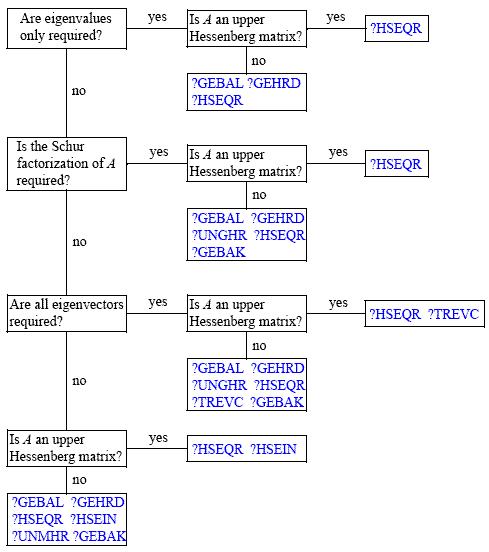 Are eigenvalues
only required?
yes
Is A an upper
Hessenberg matrix?
yes
?HSEQR
no
?GEBAL ?GEHRD
?HSEQR
no
Is the Schur
factorization of A
required?
yes
Is A an upper
Hessenberg matrix?
yes
?HSEQR
no
?GEBAL ?GEHRD
?UNGHR ?HSEQR
?GEBAK
no
Are all eigenvectors
required?
yes
Is A an upper
Hessenberg matrix?
yes
?HSEQR ?TREVC
no
?GEBAL ?GEHRD
?UNGHR ?HSEQR
?TREVC ?GEBAK
no
Is A an upper
Hessenberg matrix?
yes
?HSEQR ?HSEIN
no
?GEBAL ?GEHRD
?HSEQR ?HSEIN
?UNMHR ?GEBAK